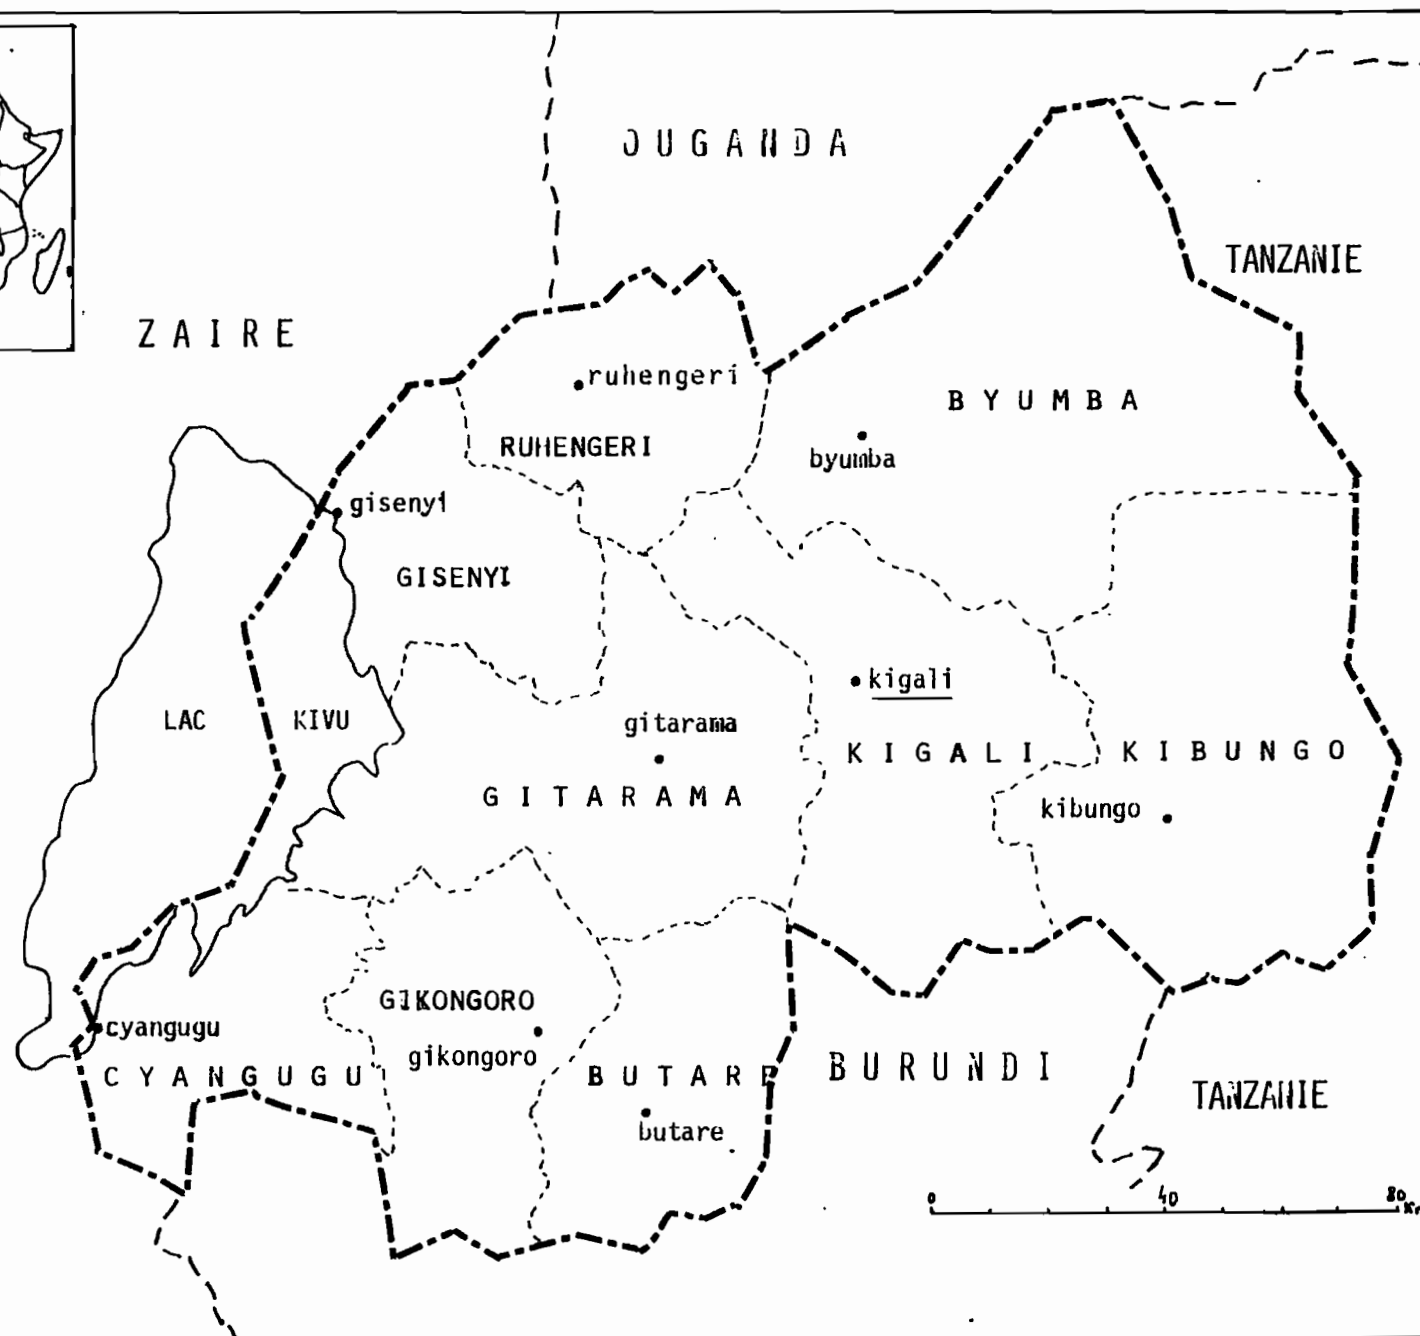 OUGANDA
TANZANIE
ZAIRE
ruhengeri
BYUMBA
RUHENGERI
byumba
gisenyi
GISENYI
kigali
LAC KIVU
gitarama
KIGALI
KIBUNGO
GITARAMA
kibungo
GIKONGORO
cyangugu
gikongoro
CYANGUGU
BUTARE
BURUNDI
TANZANIE
butare
0 40 80